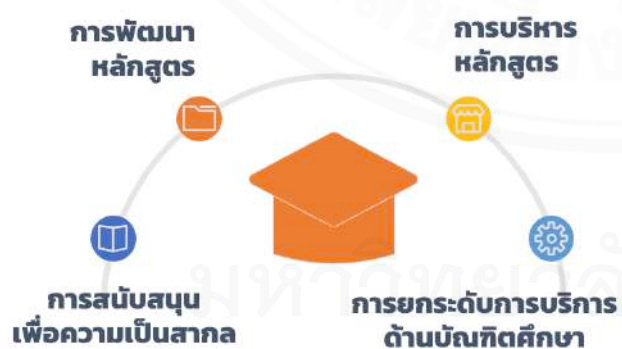 การพัฒนา
หลักสูตร
การบริหาร
หลักสูตร
การสนับสนุน
เพื่อความเป็นสากล
การยกระดับการบริการ
ด้านบัณฑิตศึกษา